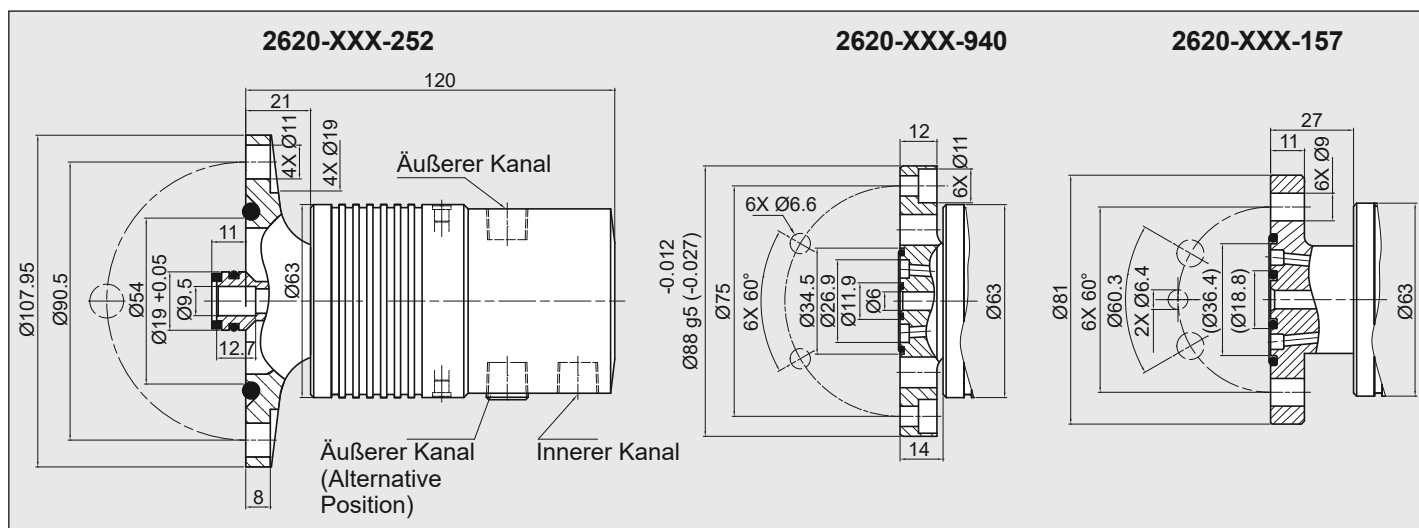 2620-XXX-252
120
21
4X Ø11
4X Ø19
Äußerer Kanal
11
Ø107.95
Ø90.5
Ø54
Ø19 +0.05
Ø9.5
12.7
Ø63
8
Äußerer Kanal
(Alternative
Position)
Innerer Kanal
2620-XXX-940
12
6X Ø11
6X Ø6.6
-0.012
Ø88 g5 (-0.027)
Ø75
6X 60°
Ø34.5
Ø26.9
Ø11.9
Ø6
Ø63
14
2620-XXX-157
27
11
6X Ø9
Ø81
6X 60°
Ø60.3
2X Ø6.4
(Ø36.4)
(Ø18.8)
Ø63